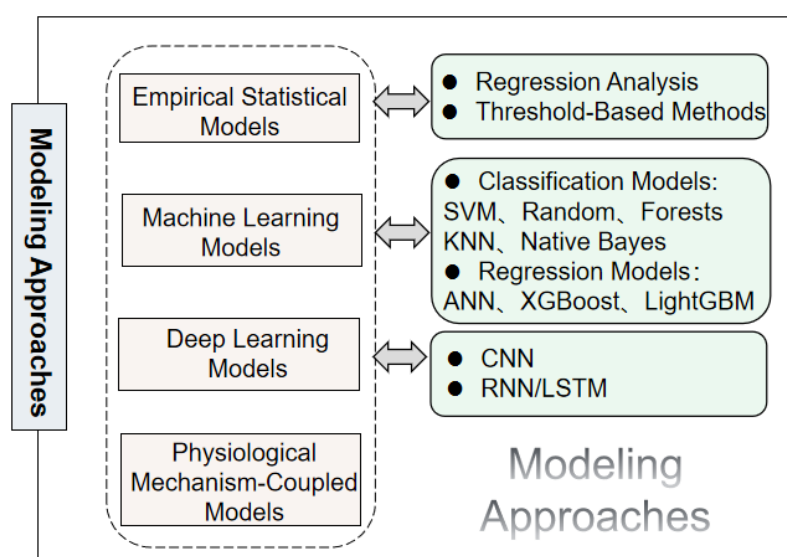 Modeling Approaches
Empirical Statistical
Models
● Regression Analysis
● Threshold-Based Methods
Machine Learning
Models
● Classification Models:
SVM、Random、Forests
KNN、Native Bayes
● Regression Models:
ANN、XGBoost、LightGBM
Deep Learning
Models
● CNN
● RNN/LSTM
Physiological
Mechanism-Coupled
Models
Modeling
Approaches